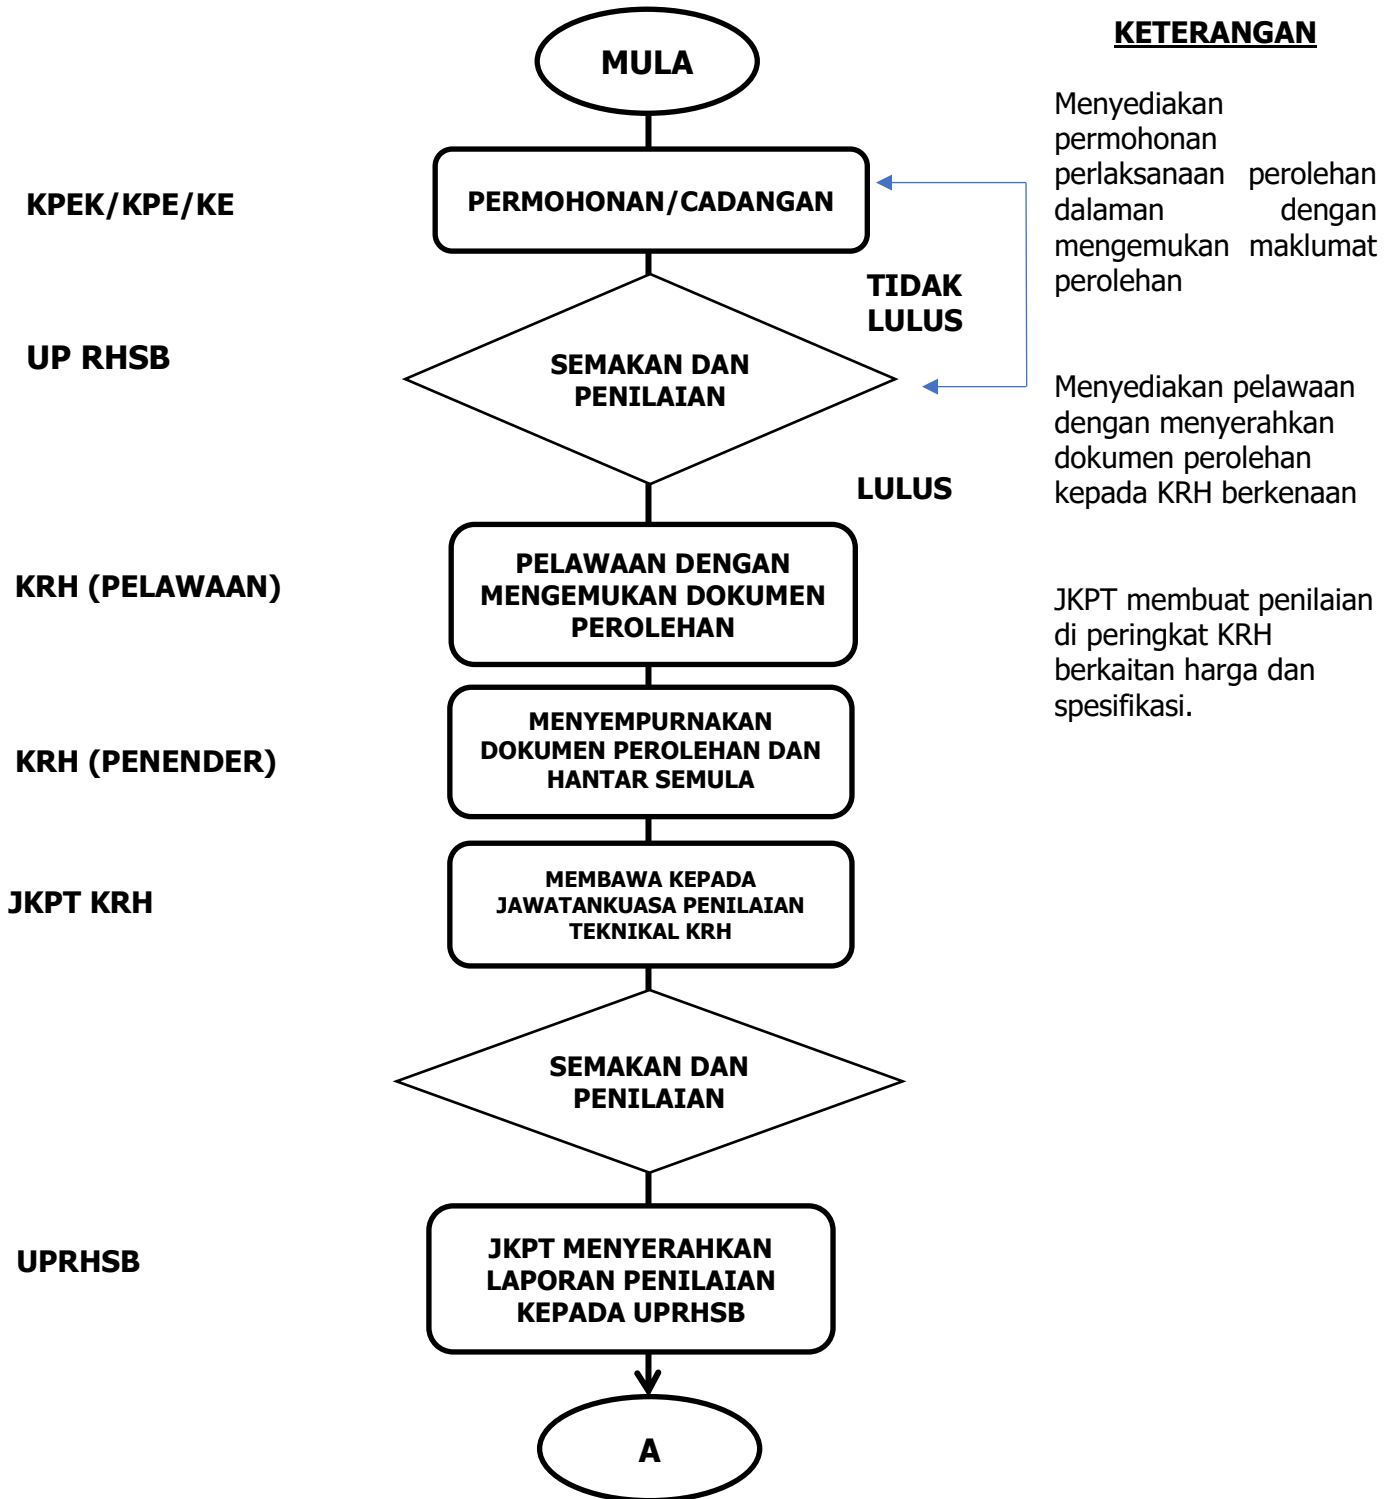 MULA
KETERANGAN
KPEK/KPE/KE
PERMOHONAN/CADANGAN
Menyediakan
permohonan
perlaksanaan perolehan
dalaman dengan
mengemukan maklumat
perolehan
TIDAK
LULUS
UP RHSB
SEMAKAN DAN
PENILAIAN
Menyediakan pelawaan
dengan menyerahkan
dokumen perolehan
kepada KRH berkenaan
LULUS
KRH (PELAWAAN)
PELAWAAN DENGAN
MENGEMUKAN DOKUMEN
PEROLEHAN
JKPT membuat penilaian
di peringkat KRH
berkaitan harga dan
spesifikasi.
KRH (PENENDER)
MENYEMPURNAKAN
DOKUMEN PEROLEHAN DAN
HANTAR SEMULA
JKPT KRH
MEMBAWA KEPADA
JAWATANKUASA PENILAIAN
TEKNIKAL KRH
SEMAKAN DAN
PENILAIAN
UPRHSB
JKPT MENYERAHKAN
LAPORAN PENILAIAN
KEPADA UPRHSB
A